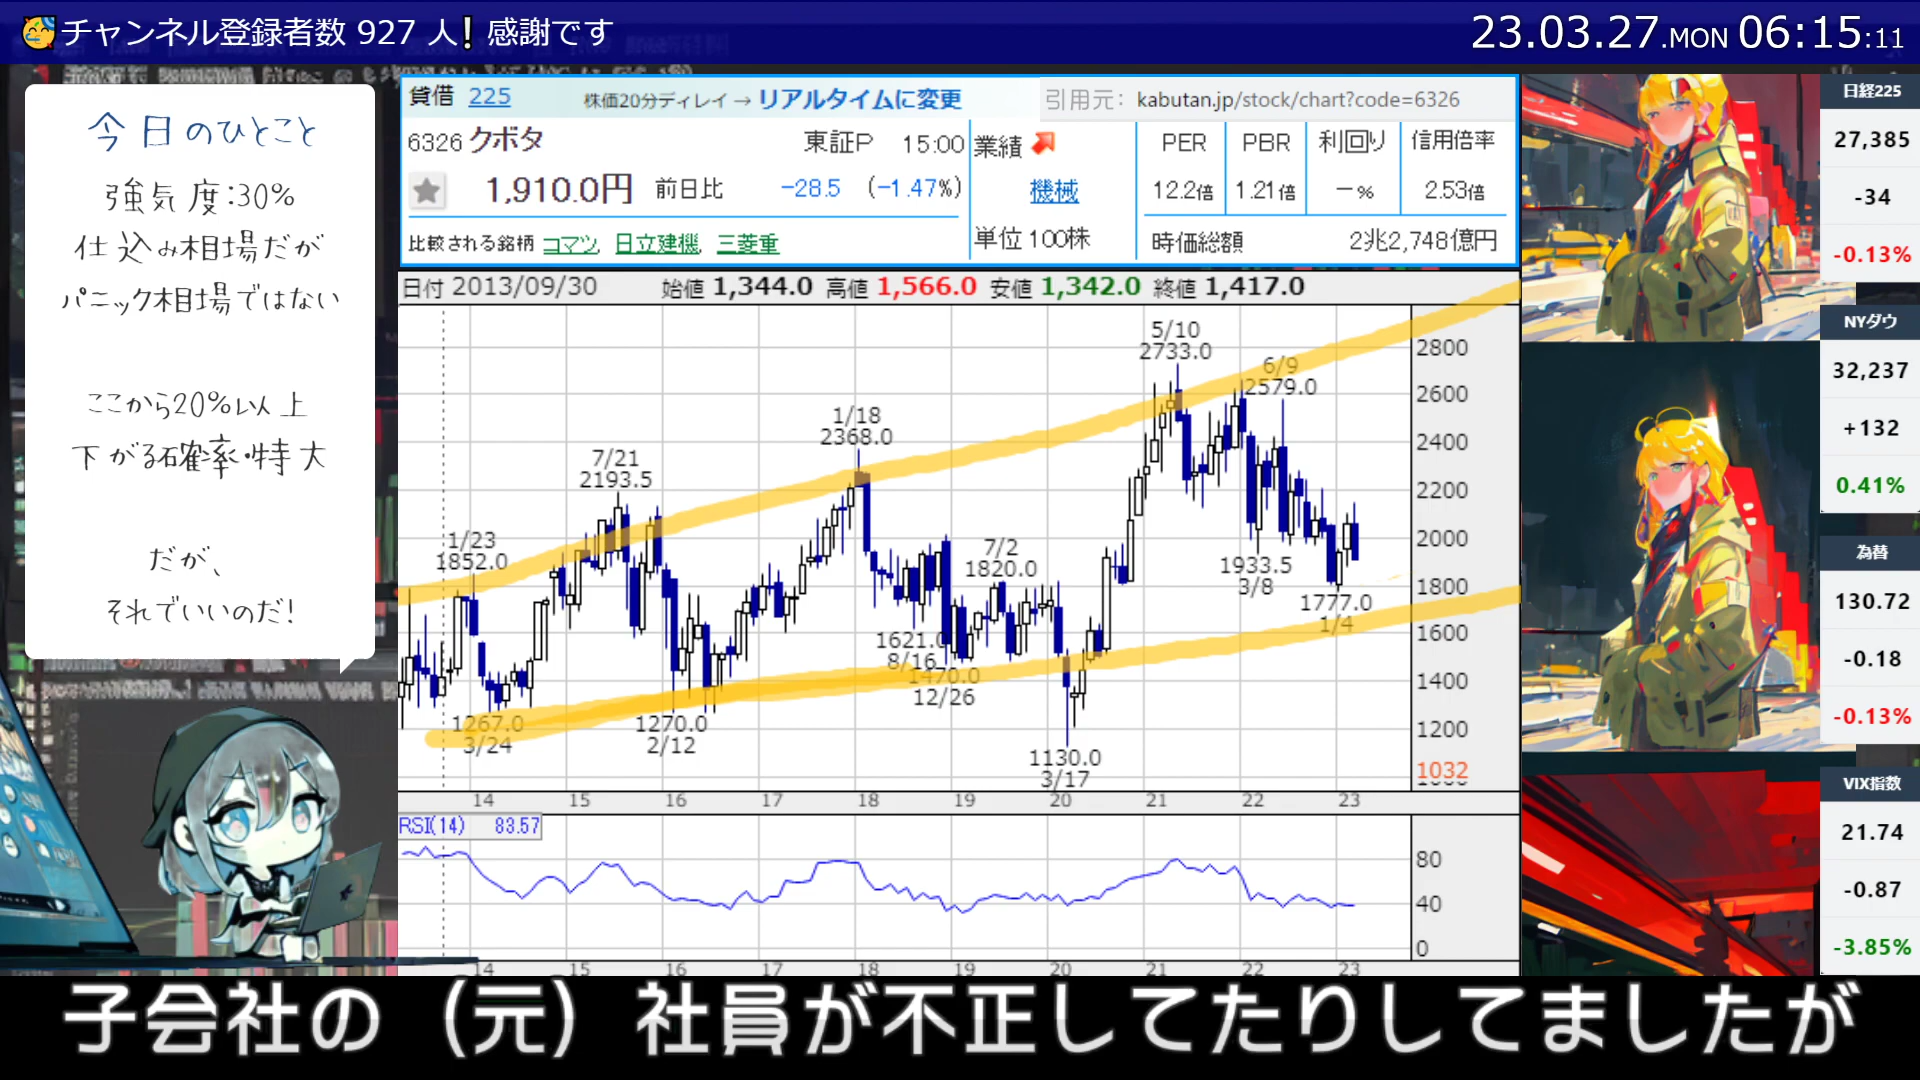 チャンネル登録者数 927 人! 感謝です
23.03.27.MON 06:15:11
今日のひとこと
強気度:30%
仕込み相場だが
パニック相場ではない
ここから20%以上
下がる確率・特大
だが、
それでいいのだ!
貸借 225 株価20分ディレイ→リアルタイムに変更 引用元: kabutan.jp/stock/chart?code=6326
6326 クボタ 東証P 15:00
1,910.0円 前日比 -28.5 (-1.47%)
比較される銘柄 コマツ, 日立建機, 三菱重
業績
機械
単位 100株
PER PBR 利回り 信用倍率
12.2倍 1.21倍 -% 2.53倍
時価総額 2兆2,748億円
日付 2013/09/30 始値 1,344.0 高値 1,566.0 安値 1,342.0 終値 1,417.0
5/10
2733.0
6/9
2579.0
1/18
2368.0
7/21
2193.5
1/23
1852.0
7/2
1820.0
1933.5
3/8
1777.0
1/4
1621.0
8/16
1470.0
12/26
1267.0
3/24
1270.0
2/12
1130.0
3/17
2800
2600
2400
2200
2000
1800
1600
1400
1200
1032
14 15 16 17 18 19 20 21 22 23
RSI(14) 83.57
80
40
0
14 15 16 17 18 19 20 21 22 23
日経225
27,385
-34
-0.13%
NYダウ
32,237
+132
0.41%
為替
130.72
-0.18
-0.13%
VIX指数
21.74
-0.87
-3.85%
子会社の（元）社員が不正してたりしてましたが